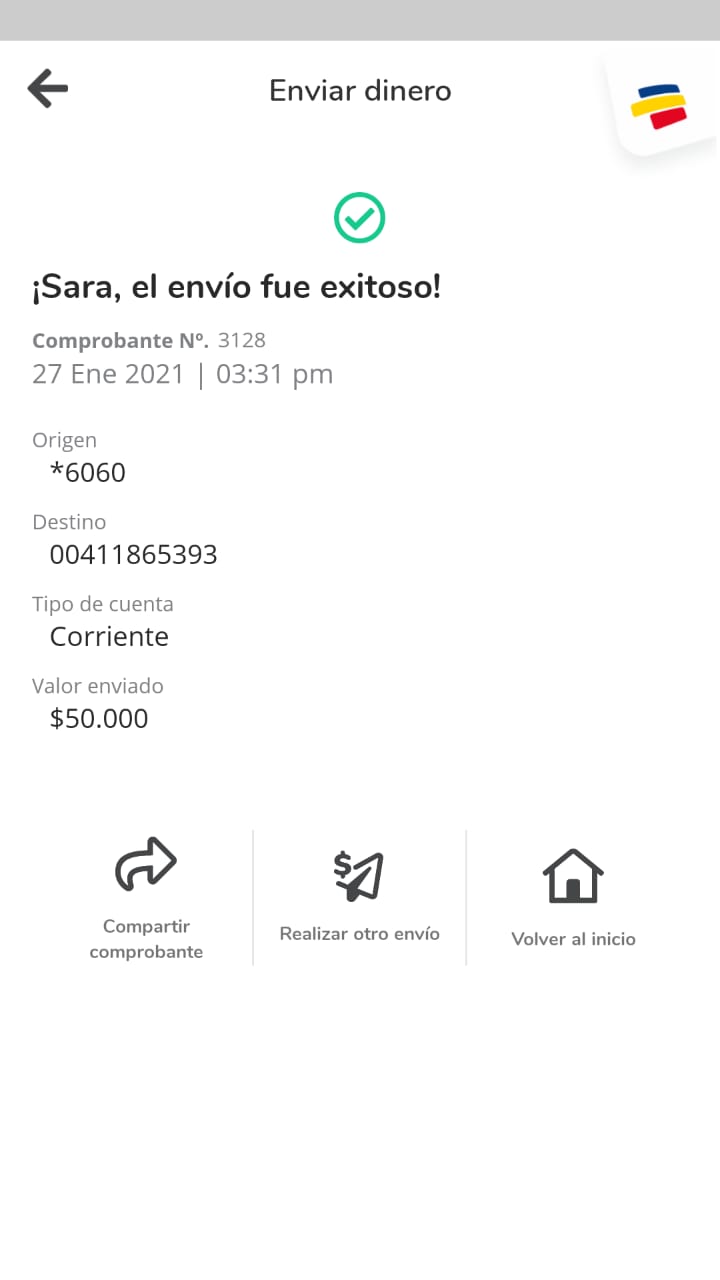 Enviar dinero
¡Sara, el envío fue exitoso!
Comprobante Nº. 3128
27 Ene 2021 | 03:31 pm
Origen
*6060
Destino
00411865393
Tipo de cuenta
Corriente
Valor enviado
$50.000
Compartir
comprobante
Realizar otro envío
Volver al inicio